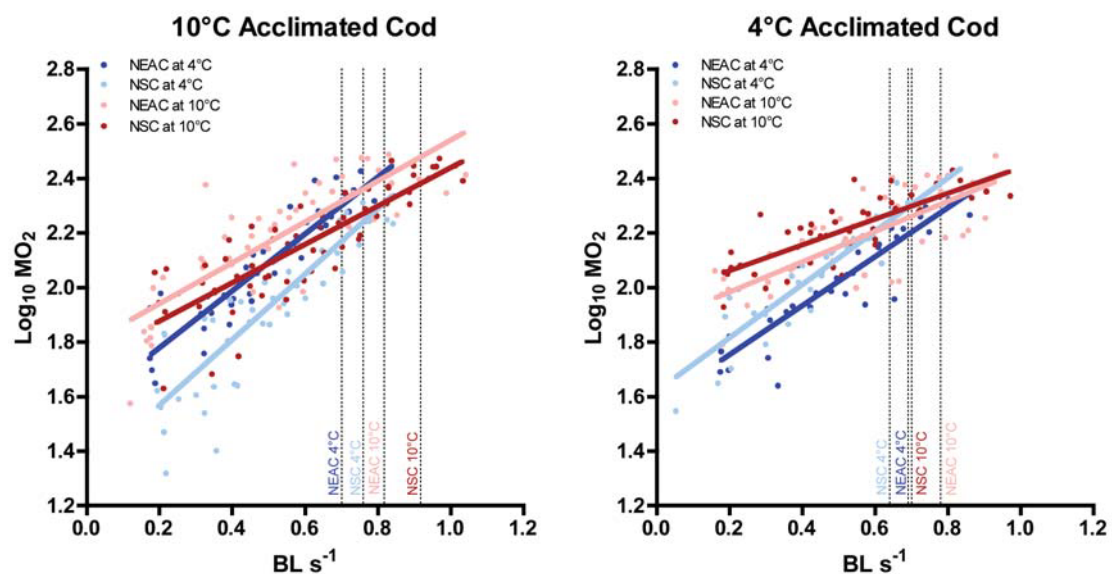 10°C Acclimated Cod
NEAC at 4°C
NSC at 4°C
NEAC at 10°C
NSC at 10°C
Log10 MO2
2.8
2.6
2.4
2.2
2.0
1.8
1.6
1.4
1.2
NEAC 4°C
NSC 4°C
NEAC 10°C
NSC 10°C
0.0 0.2 0.4 0.6 0.8 1.0 1.2
BL s-1
4°C Acclimated Cod
NEAC at 4°C
NSC at 4°C
NEAC at 10°C
NSC at 10°C
Log10 MO2
2.8
2.6
2.4
2.2
2.0
1.8
1.6
1.4
1.2
NSC 4°C
NEAC 4°C
NSC 10°C
NEAC 10°C
0.0 0.2 0.4 0.6 0.8 1.0 1.2
BL s-1